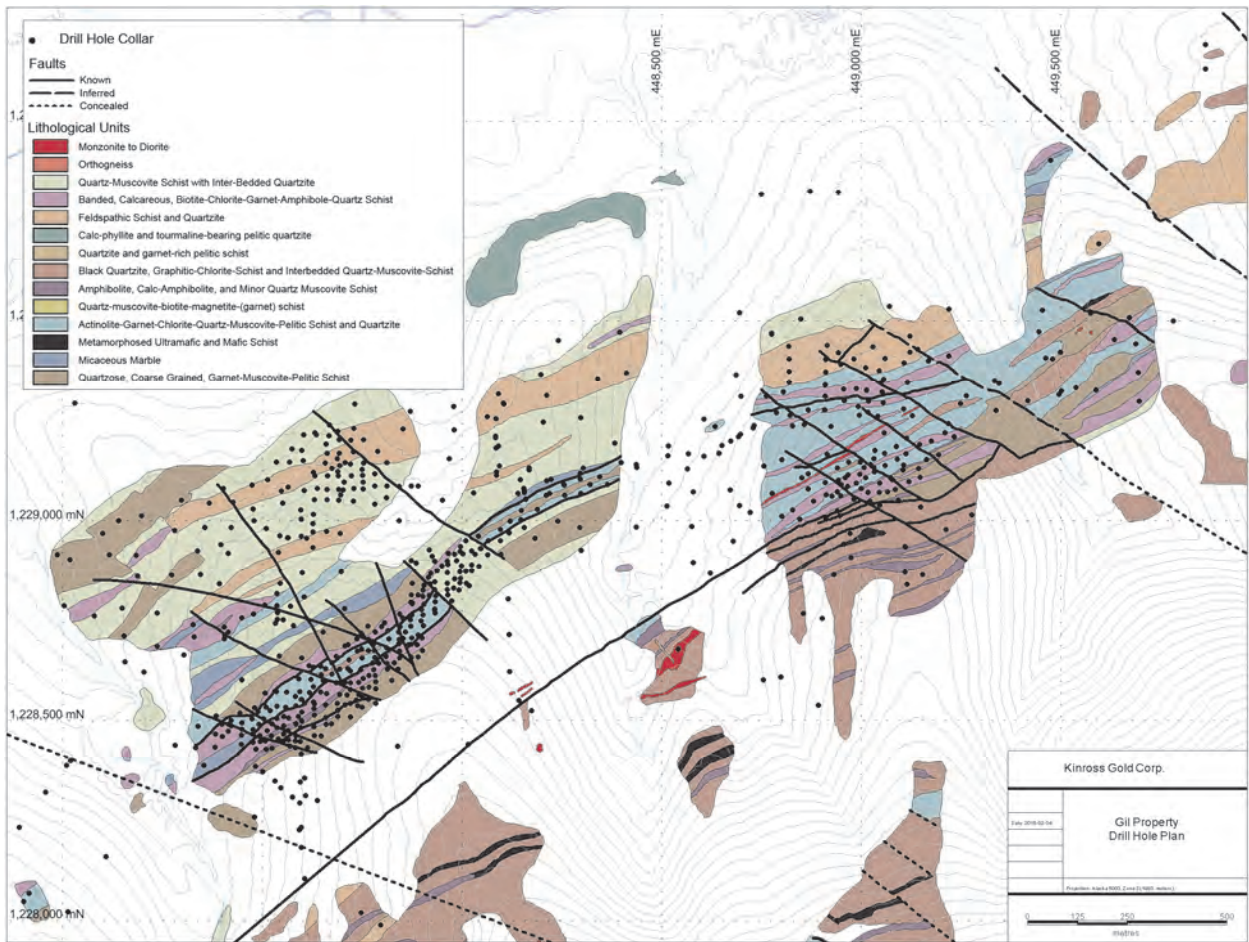 Drill Hole Collar
Faults
Known
Inferred
Concealed
Lithological Units
Monzonite to Diorite
Orthogneiss
Quartz-Muscovite Schist with Inter-Bedded Quartzite
Banded, Calcareous, Biotite-Chlorite-Garnet-Amphibole-Quartz Schist
Feldspathic Schist and Quartzite
Calc-phyllite and tourmaline-bearing pelitic quartzite
Quartzite and garnet-rich pelitic schist
Black Quartzite, Graphitic-Chlorite-Schist and Interbedded Quartz-Muscovite-Schist
Amphibolite, Calc-Amphibolite, and Minor Quartz Muscovite Schist
Quartz-muscovite-biotite-magnetite-(garnet) schist
Actinolite-Garnet-Chlorite-Quartz-Muscovite-Pelitic Schist and Quartzite
Metamorphosed Ultramafic and Mafic Schist
Micaceous Marble
Quartzose, Coarse Grained, Garnet-Muscovite-Pelitic Schist
448,500 mE
449,000 mE
449,500 mE
1,229,000 mN
1,228,500 mN
1,228,000 mN
Kinross Gold Corp.
Gil Property
Drill Hole Plan
0 125 250 500
metres